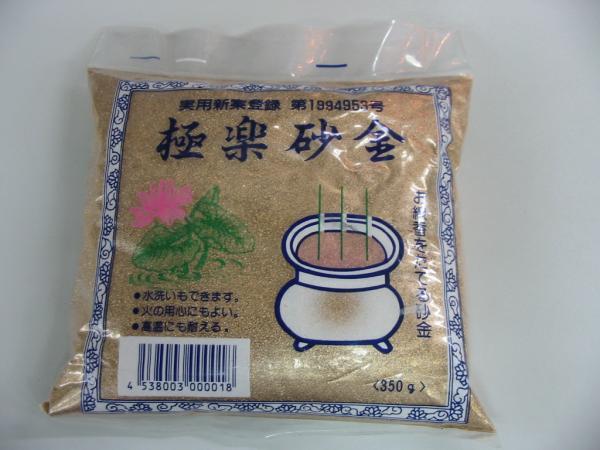 実用新案登録 第1994953号
極楽砂金
お線香をたてる砂金
●水洗いもできます。
●火の用心にもよい。
●高温にも耐える。
4 538003 000018
〈350g〉